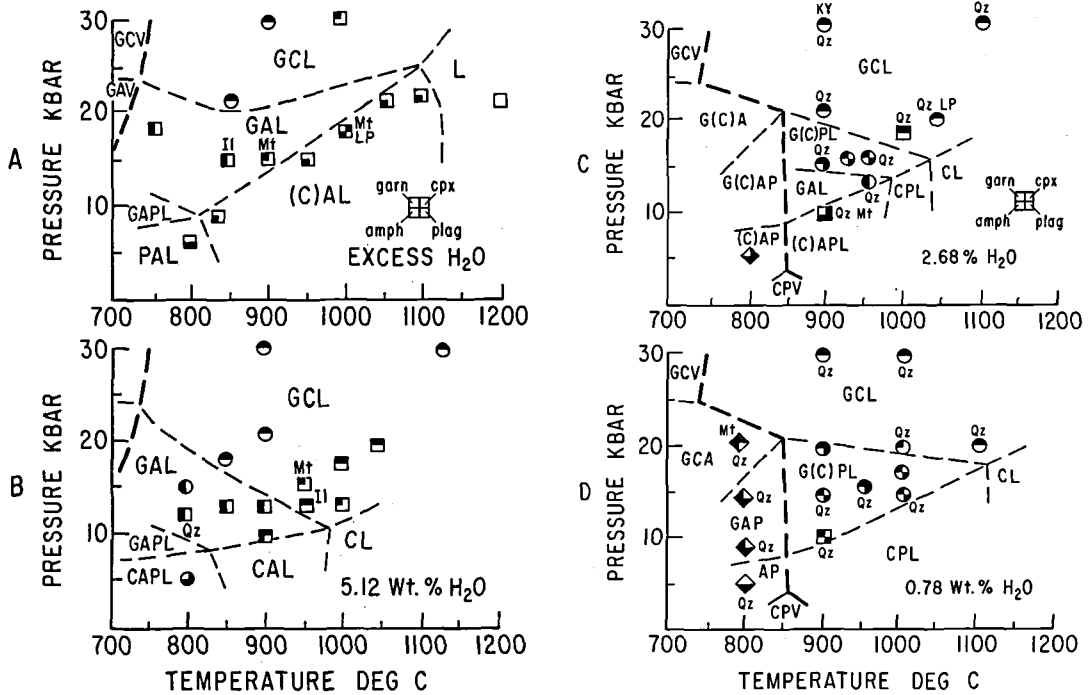 A
PRESSURE KBAR
30
20
10
GCV
GAV
GCL
L
GAL
Il
Mt
Mt
LP
(C)AL
GAPL
PAL
garn cpx
amph plag
EXCESS H₂O
700 800 900 1000 1100 1200
B
PRESSURE KBAR
30
20
10
GCL
GAL
Mt
Il
Qz
GAPL
CAPL
CAL
CL
5.12 Wt. % H₂O
700 800 900 1000 1100 1200
TEMPERATURE DEG C
C
PRESSURE KBAR
30
20
10
KY
Qz
Qz
GCV
GCL
Qz
Qz
Qz LP
G(C)A
G(C)PL
Qz
Qz
CL
G(C)AP
GAL
CPL
Qz
Qz Mt
(C)AP
(C)APL
CPV
garn cpx
amph plag
2.68 % H₂O
700 800 900 1000 1100 1200
D
PRESSURE KBAR
30
20
10
GCV
Qz
Qz
GCL
Mt
Qz
Qz
Qz
Qz
GCA
G(C)PL
CL
Qz
Qz
Qz
GAP
Qz
Qz
AP
CPL
Qz
CPV
0.78 Wt. % H₂O
700 800 900 1000 1100 1200
TEMPERATURE DEG C